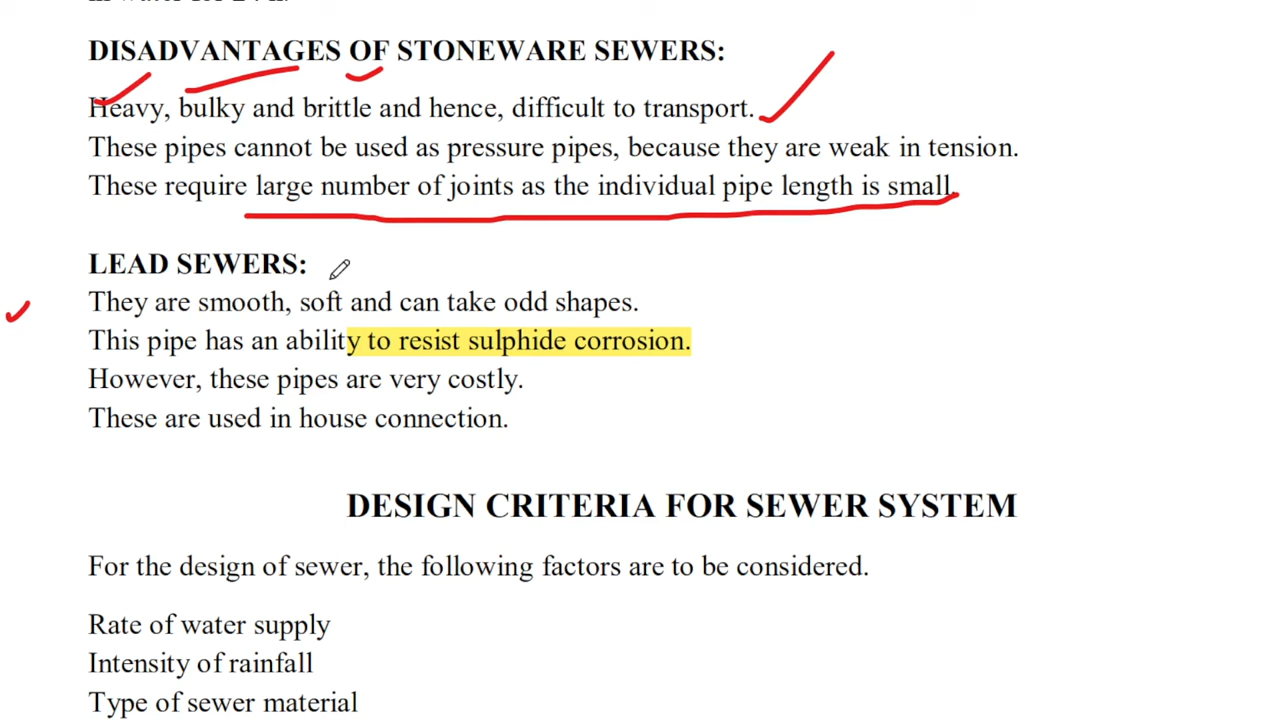 DISADVANTAGES OF STONEWARE SEWERS:
Heavy, bulky and brittle and hence, difficult to transport.
These pipes cannot be used as pressure pipes, because they are weak in tension.
These require large number of joints as the individual pipe length is small.
LEAD SEWERS:
They are smooth, soft and can take odd shapes.
This pipe has an ability to resist sulphide corrosion.
However, these pipes are very costly.
These are used in house connection.
DESIGN CRITERIA FOR SEWER SYSTEM
For the design of sewer, the following factors are to be considered.
Rate of water supply
Intensity of rainfall
Type of sewer material